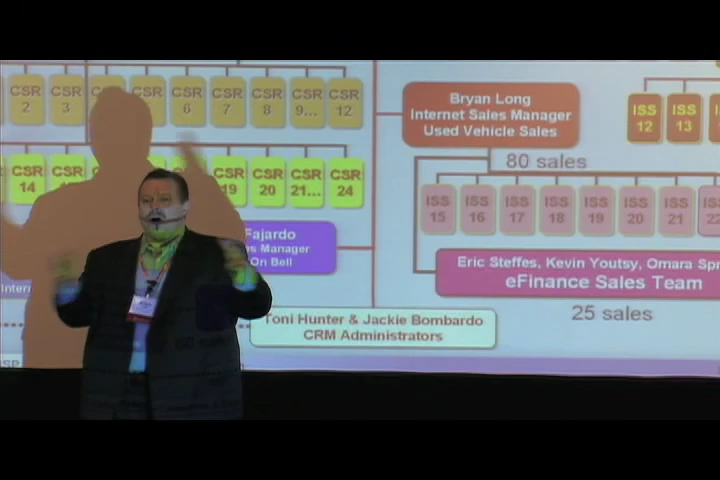 CSR 2
CSR 3
CSR 6
CSR 7
CSR 8
CSR 9...
CSR 12
Bryan Long
Internet Sales Manager
Used Vehicle Sales
ISS 12
ISS 13
CSR 14
CSR 19
CSR 20
CSR 21...
CSR 24
80 sales
ISS 15
ISS 16
ISS 17
ISS 18
ISS 19
ISS 20
ISS 21
Fajardo
Manager
On Bell
Eric Steffes, Kevin Youtsy, Omara
eFinance Sales Team
25 sales
Toni Hunter & Jackie Bombardo
CRM Administrators